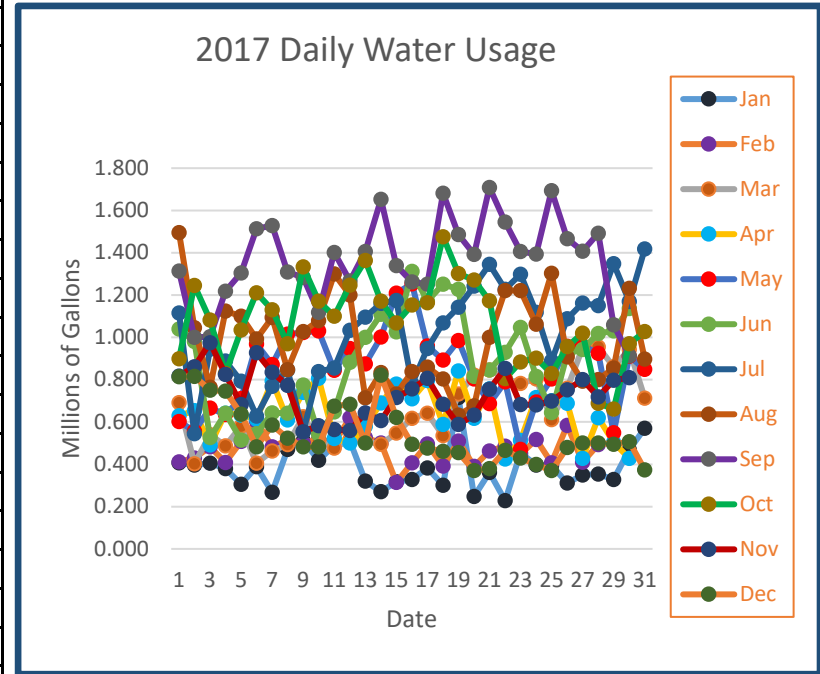 2017 Daily Water Usage
Millions of Gallons
1.800
1.600
1.400
1.200
1.000
0.800
0.600
0.400
0.200
0.000
1 3 5 7 9 11 13 15 17 19 21 23 25 27 29 31
Date
Jan
Feb
Mar
Apr
May
Jun
Jul
Aug
Sep
Oct
Nov
Dec